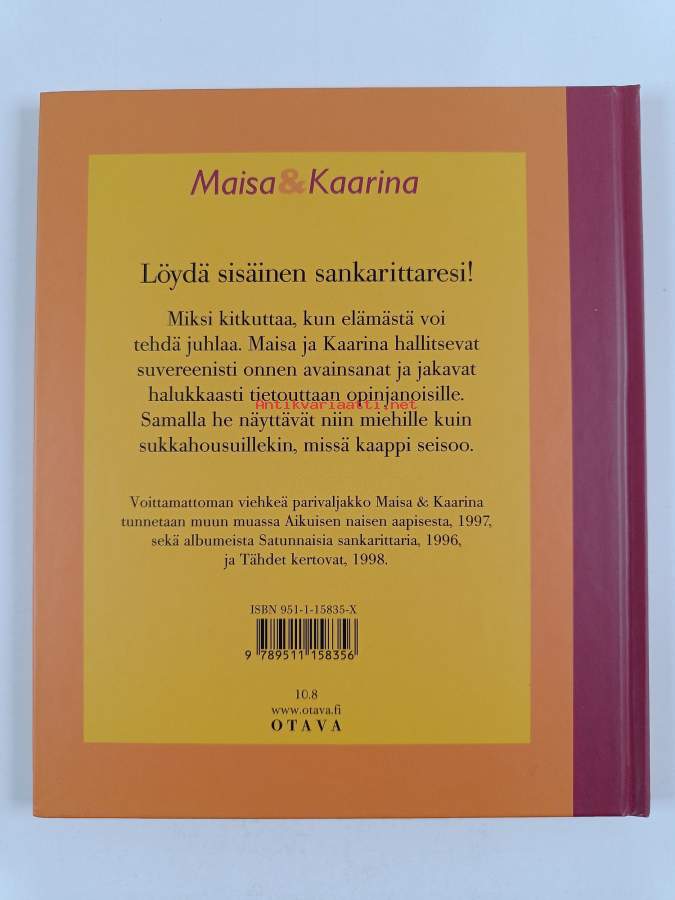 Maisa&Kaarina
Löydä sisäinen sankarittaresi!
Miksi kitkuttaa, kun elämästä voi
tehdä juhlaa. Maisa ja Kaarina hallitsevat
suvereenisti onnen avainsanat ja jakavat
halukkaasti tietouttaan opinjanoisille.
Antikvariaatti.net
Samalla he näyttävät niin miehille kuin
sukkahousuillekin, missä kaappi seisoo.
Voittamattoman viehkeä parivaljakko Maisa & Kaarina
tunnetaan muun muassa Aikuisen naisen aapisesta, 1997,
sekä albumeista Satunnaisia sankarittaria, 1996,
ja Tähdet kertovat, 1998.
ISBN 951-1-15835-X
9 789511 158356
10.8
www.otava.fi
OTAVA